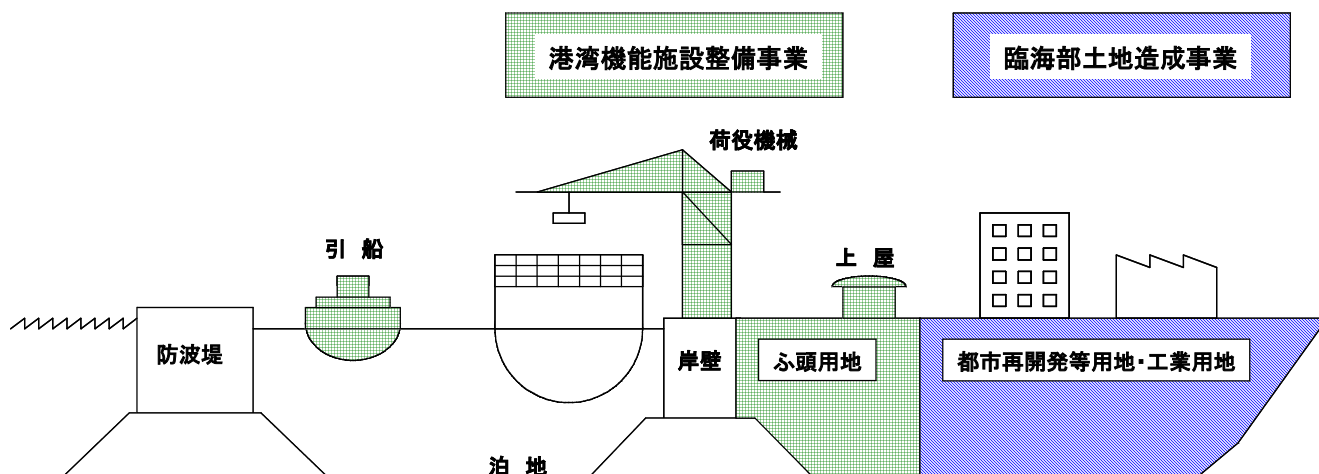 港湾機能施設整備事業
臨海部土地造成事業
荷役機械
引 船
上 屋
防波堤
岸壁
ふ頭用地
都市再開発等用地・工業用地
泊 地